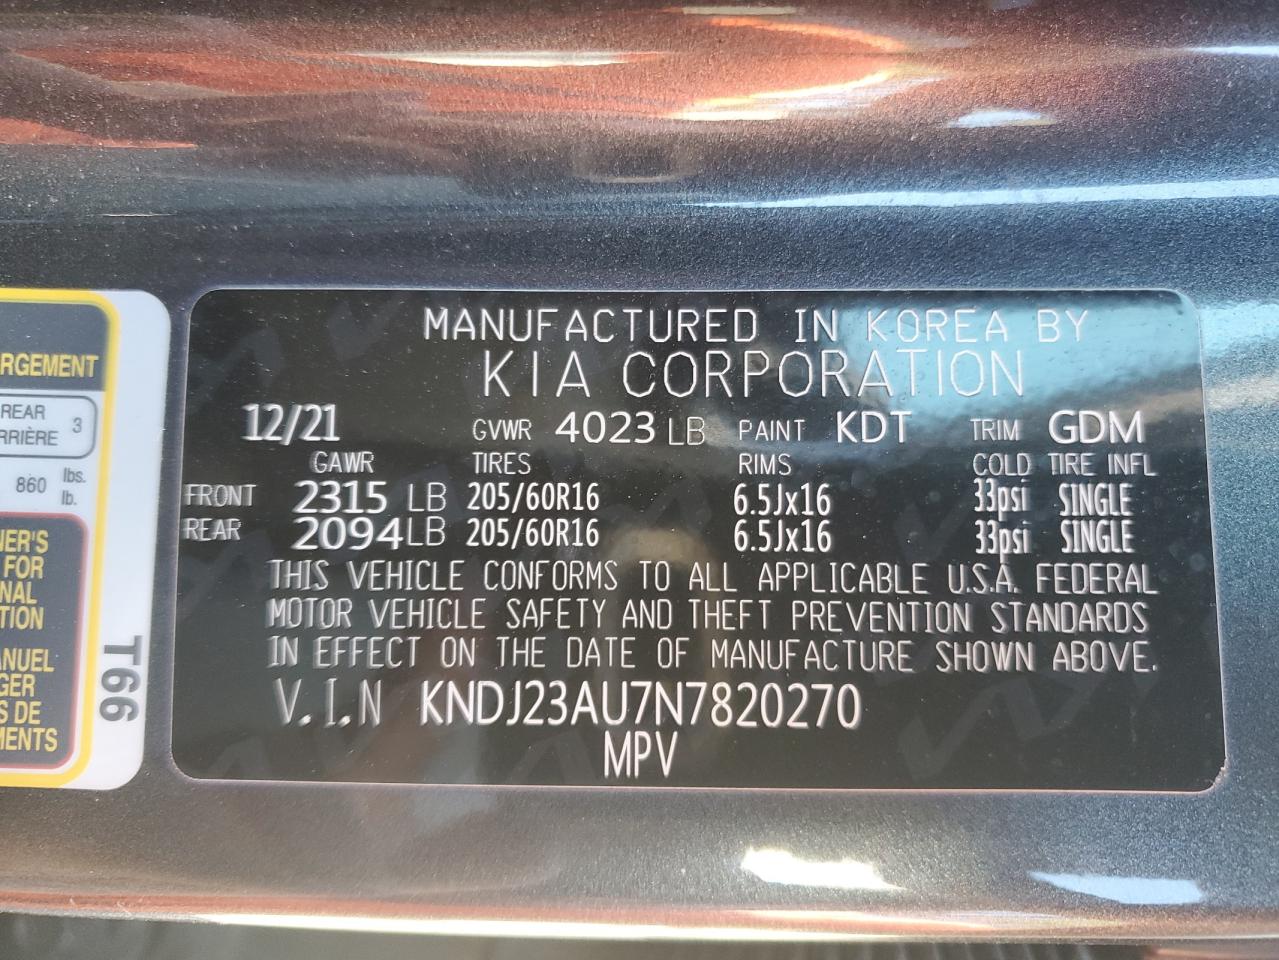 RGEMENT
REAR 3
RRIÈRE
860 lbs.
lb.
NER'S
FOR
NAL
TION
ANUEL
GER
S DE
MENTS
T66
MANUFACTURED IN KOREA BY
KIA CORPORATION
12/21 GVWR 4023 LB PAINT KDT TRIM GDM
GAWR TIRES RIMS COLD TIRE INFL
FRONT 2315 LB 205/60R16 6.5Jx16 33psi SINGLE
REAR 2094 LB 205/60R16 6.5Jx16 33psi SINGLE
THIS VEHICLE CONFORMS TO ALL APPLICABLE U.S.A. FEDERAL
MOTOR VEHICLE SAFETY AND THEFT PREVENTION STANDARDS
IN EFFECT ON THE DATE OF MANUFACTURE SHOWN ABOVE.
V.I.N KNDJ23AU7N7820270
MPV